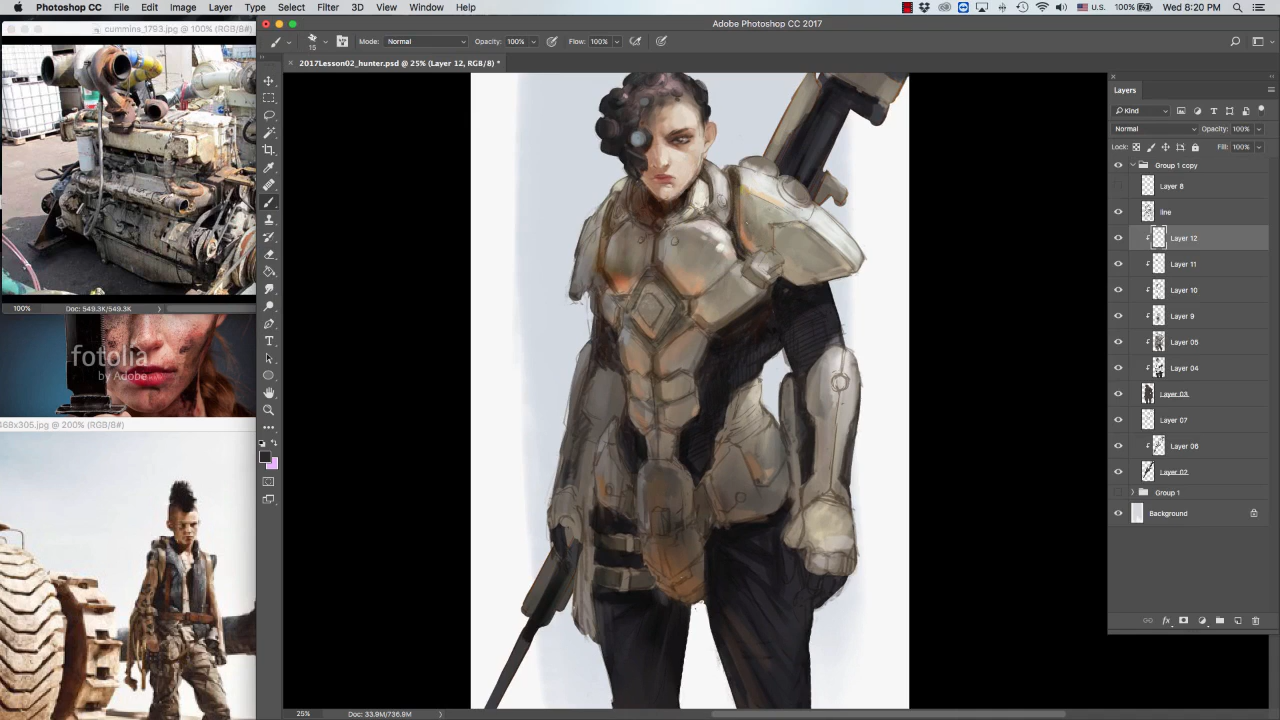 Photoshop CC File Edit Image Layer Type Select Filter 3D View Window Help U.S. 100% Wed 8:20 PM
cummins_1793.jpg @ 100% (RGB/8#)
Adobe Photoshop CC 2017
15 Mode: Normal Opacity: 100% Flow: 100%
2017Lesson02_hunter.psd @ 25% (Layer 12, RGB/8) *
Layers
Kind
Normal Opacity: 100%
Lock: Fill: 100%
Group 1 copy
Layer 8
line
Layer 12
Layer 11
Layer 10
Layer 9
Layer 05
Layer 04
Layer 03
Layer 07
Layer 06
Layer 02
Group 1
Background
100% Doc: 549.3K/549.3K
fotolia
by Adobe
468x305.jpg @ 200% (RGB/8#)
25% Doc: 33.9M/736.9M